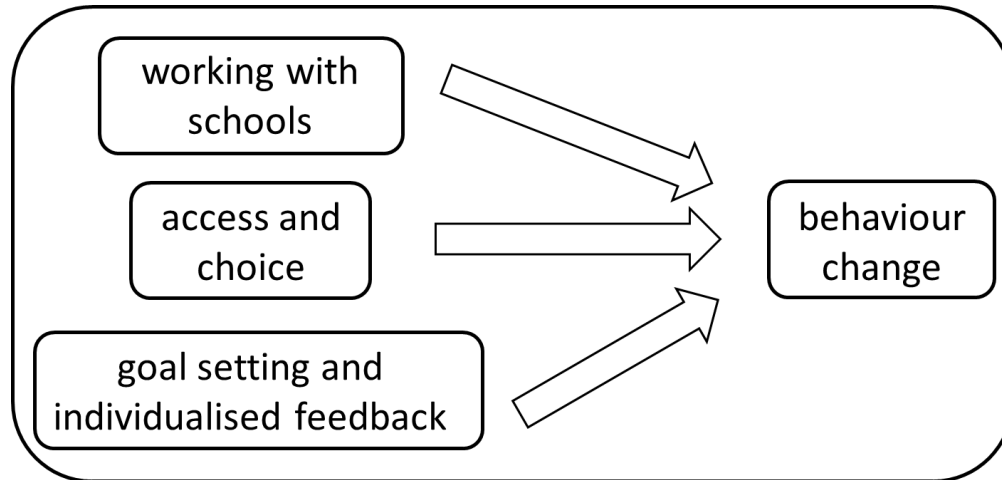 working with
schools
access and
choice
goal setting and
individualised feedback
behaviour
change